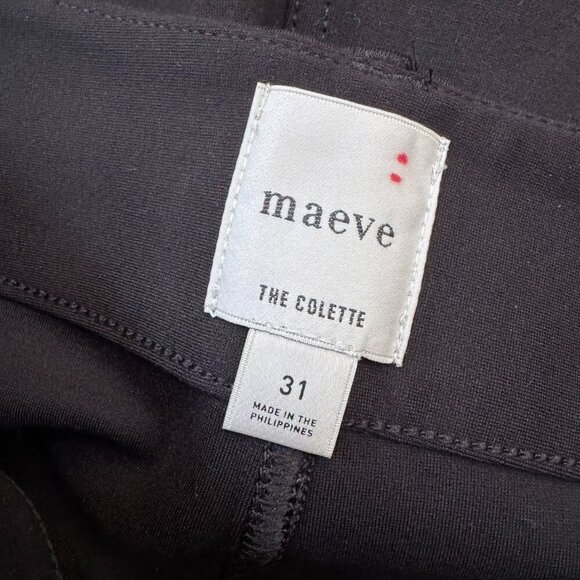 maeve
THE COLETTE
31
MADE IN THE
PHILIPPINES